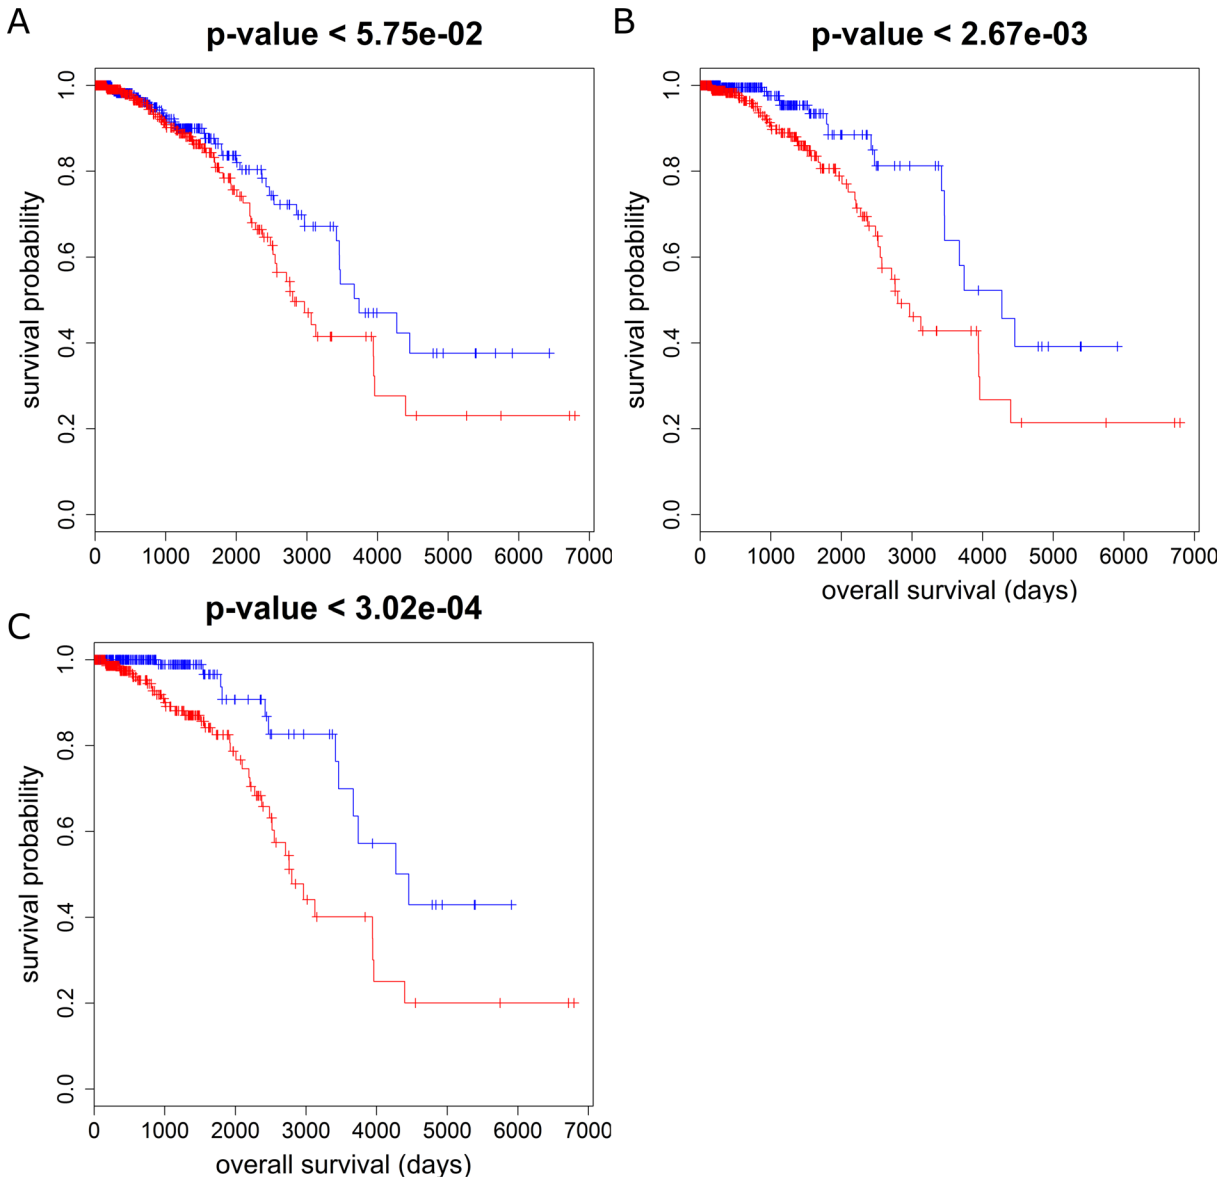 A
p-value < 5.75e-02
survival probability
0.0 0.2 0.4 0.6 0.8 1.0
0 1000 2000 3000 4000 5000 6000 7000
B
p-value < 2.67e-03
survival probability
0.0 0.2 0.4 0.6 0.8 1.0
0 1000 2000 3000 4000 5000 6000 7000
overall survival (days)
C
p-value < 3.02e-04
survival probability
0.0 0.2 0.4 0.6 0.8 1.0
0 1000 2000 3000 4000 5000 6000 7000
overall survival (days)